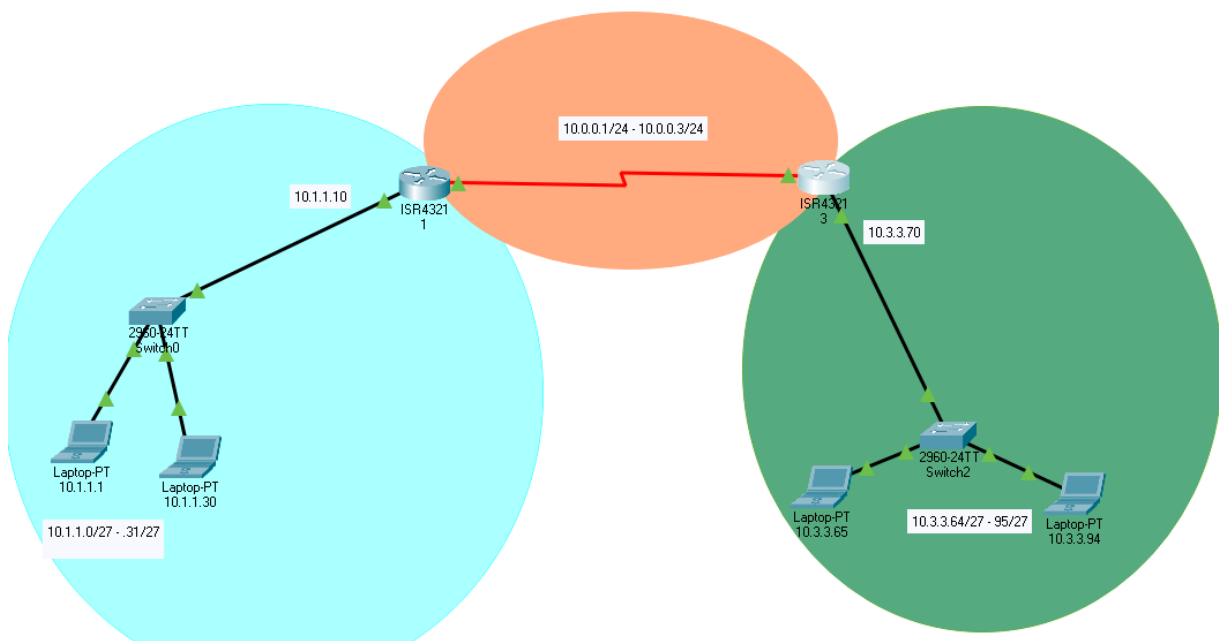 10.0.0.1/24 - 10.0.0.3/24
10.1.1.10
ISR4321
1
ISR4321
3
10.3.3.70
2960-24TT
Switch0
Laptop-PT
10.1.1.1
Laptop-PT
10.1.1.30
10.1.1.0/27 - .31/27
2960-24TT
Switch2
Laptop-PT
10.3.3.65
10.3.3.64/27 - 95/27
Laptop-PT
10.3.3.94